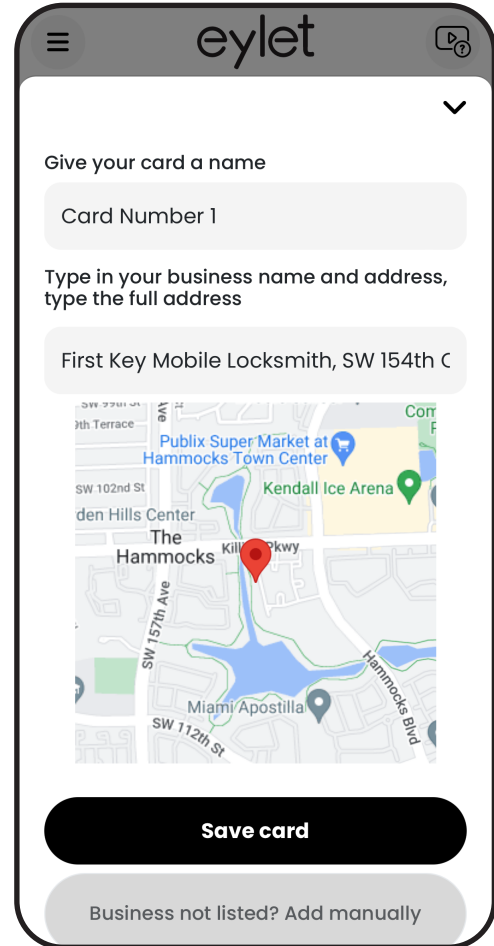 eylet
Give your card a name
Card Number 1
Type in your business name and address,
type the full address
First Key Mobile Locksmith, SW 154th
SW 99th St
9th Terrace
Ave
Com
Publix Super Market at
Hammocks Town Center
SW 102nd St
Kendall Ice Arena
den Hills Center
The
Hammocks
Pkwy
SW 157th Ave
Hammocks Blvd
Miami Apostilla
SW 112th St
Save card
Business not listed? Add manually